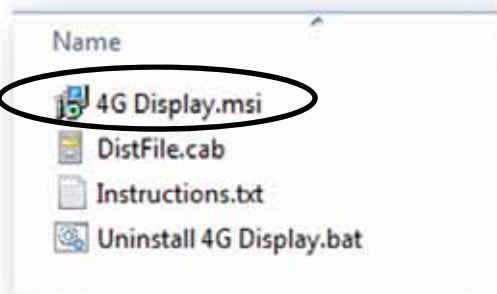 Name
4G Display.msi
DistFile.cab
Instructions.txt
Uninstall 4G Display.bat